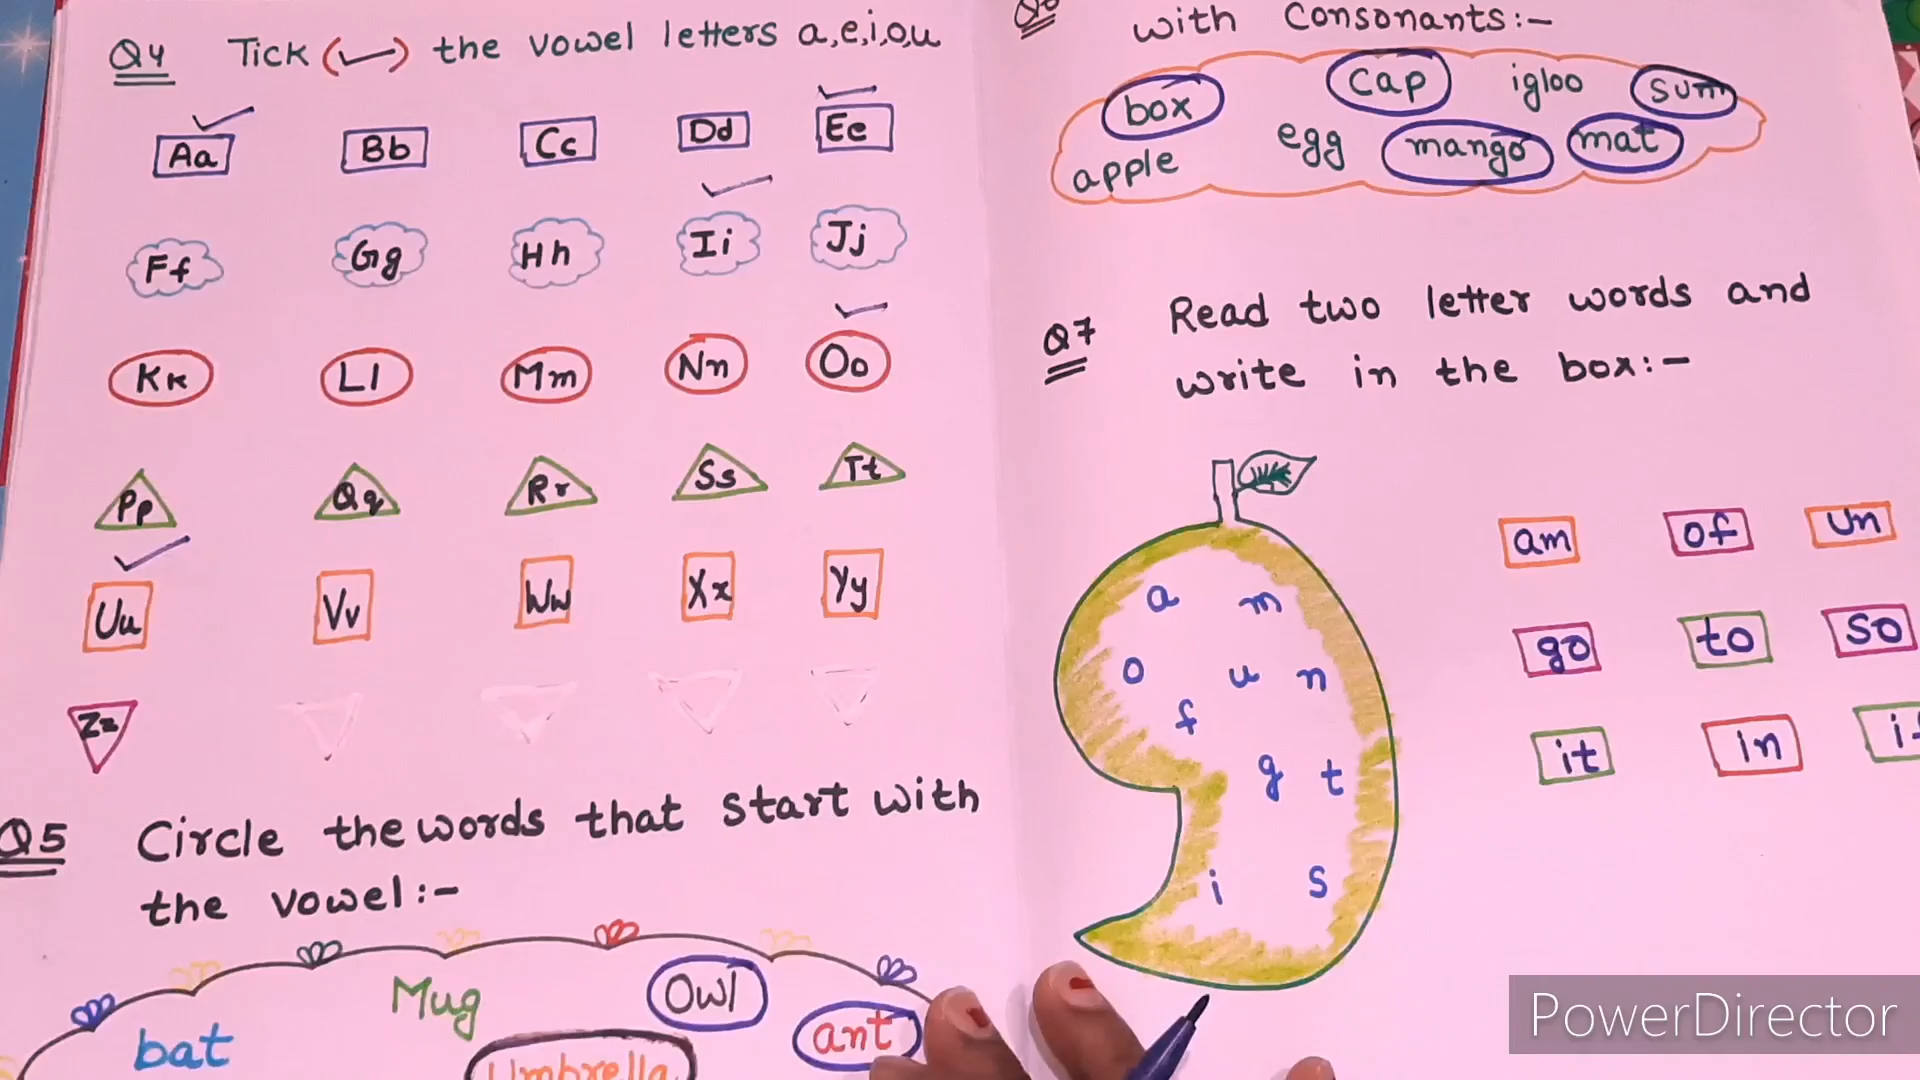 Q4 Tick (✓) the vowel letters a,e,i,o,u
Aa Bb Cc Dd Ee
Ff Gg Hh Ii Jj
Kk Ll Mm Nn Oo
Pp Qq Rr Ss Tt
Uu Vv Ww Xx Yy
Zz
Q5 Circle the words that start with
the vowel:-
Mug Owl
bat Umbrella ant
with Consonants:-
box cap igloo sum
apple egg mango mat
Q7 Read two letter words and
write in the box:-
a m
o u n
f
g t
i s
am of un
go to so
it in
PowerDirector